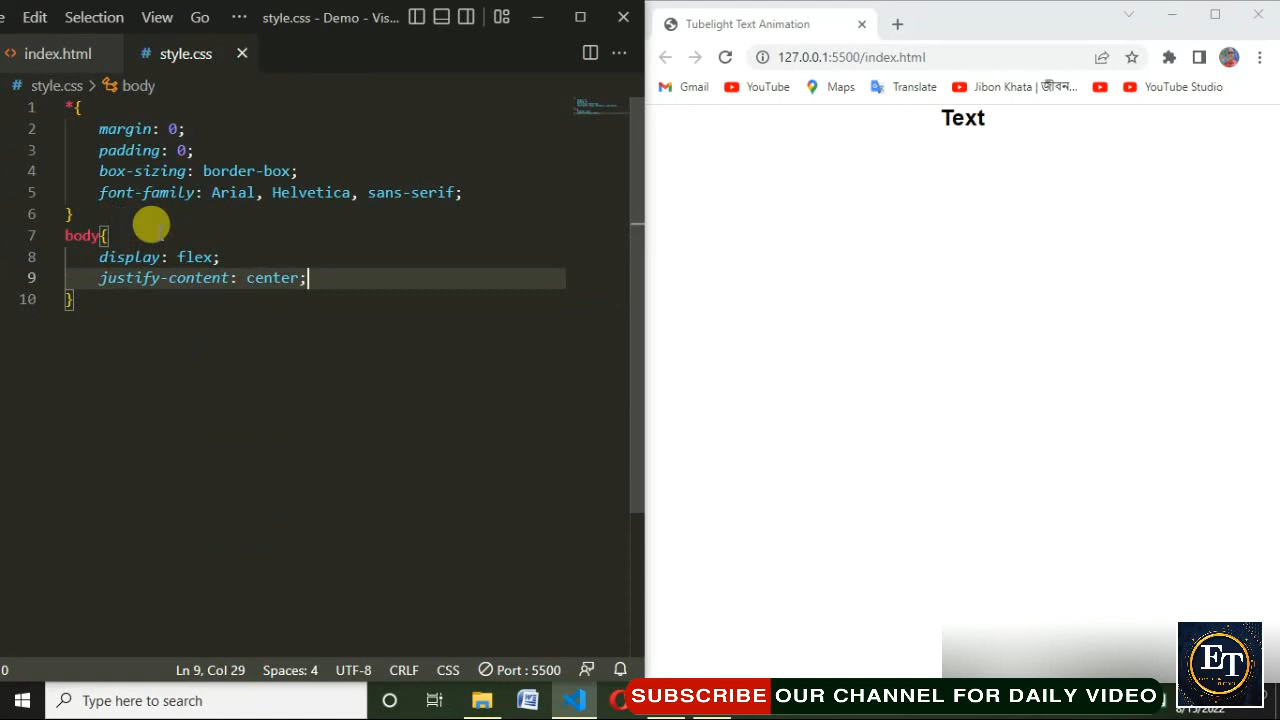 Edit Selection View Go ... style.css - Demo - Vis...
index.html style.css
# style.css > body
1 *{
2 margin: 0;
3 padding: 0;
4 box-sizing: border-box;
5 font-family: Arial, Helvetica, sans-serif;
6 }
7 body{
8 display: flex;
9 justify-content: center;
10 }
0 Ln 9, Col 29 Spaces: 4 UTF-8 CRLF CSS Port : 5500
Type here to search
Tubelight Text Animation
127.0.0.1:5500/index.html
Gmail YouTube Maps Translate Jibon Khata | জীবন... YouTube Studio
Text
ET
SUBSCRIBE OUR CHANNEL FOR DAILY VIDEO